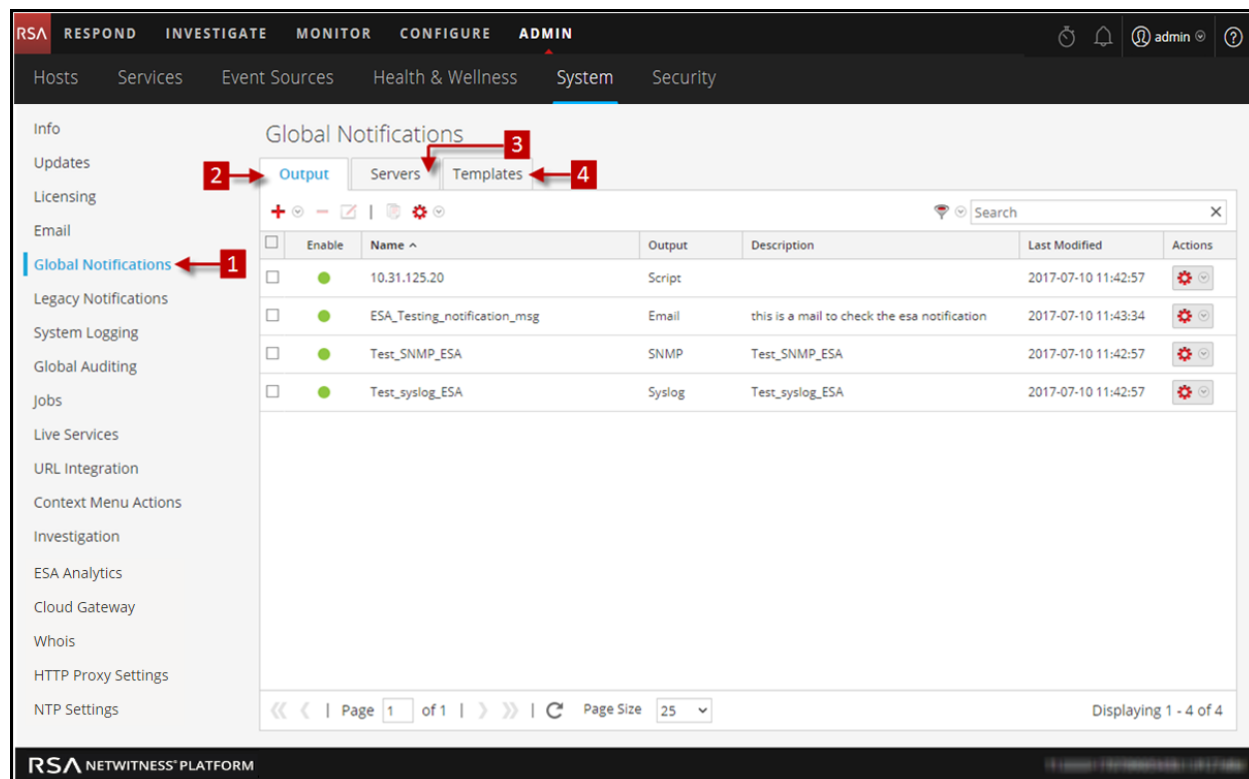 RSA RESPOND INVESTIGATE MONITOR CONFIGURE ADMIN admin ?
Hosts Services Event Sources Health & Wellness System Security
Info
Updates
Licensing
Email
Global Notifications
Legacy Notifications
System Logging
Global Auditing
Jobs
Live Services
URL Integration
Context Menu Actions
Investigation
ESA Analytics
Cloud Gateway
Whois
HTTP Proxy Settings
NTP Settings
1
Global Notifications
2 Output Servers 3 Templates 4
Search
Enable Name Output Description Last Modified Actions
10.31.125.20 Script 2017-07-10 11:42:57
ESA_Testing_notification_msg Email this is a mail to check the esa notification 2017-07-10 11:43:34
Test_SNMP_ESA SNMP Test_SNMP_ESA 2017-07-10 11:42:57
Test_syslog_ESA Syslog Test_syslog_ESA 2017-07-10 11:42:57
Page 1 of 1 Page Size 25 Displaying 1 - 4 of 4
RSA NETWITNESS® PLATFORM